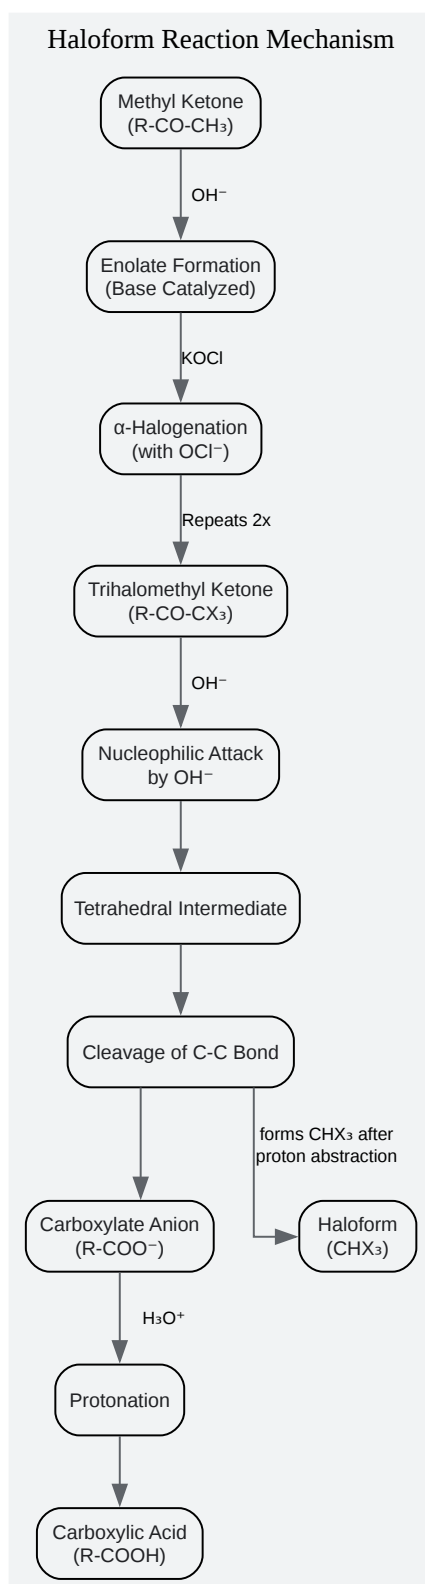 Haloform Reaction Mechanism
Methyl Ketone
(R-CO-CH₃)
OH⁻
Enolate Formation
(Base Catalyzed)
KOCl
α-Halogenation
(with OCl⁻)
Repeats 2x
Trihalomethyl Ketone
(R-CO-CX₃)
OH⁻
Nucleophilic Attack
by OH⁻
Tetrahedral Intermediate
Cleavage of C-C Bond
forms CHX₃ after
proton abstraction
Carboxylate Anion
(R-COO⁻)
Haloform
(CHX₃)
H₃O⁺
Protonation
Carboxylic Acid
(R-COOH)